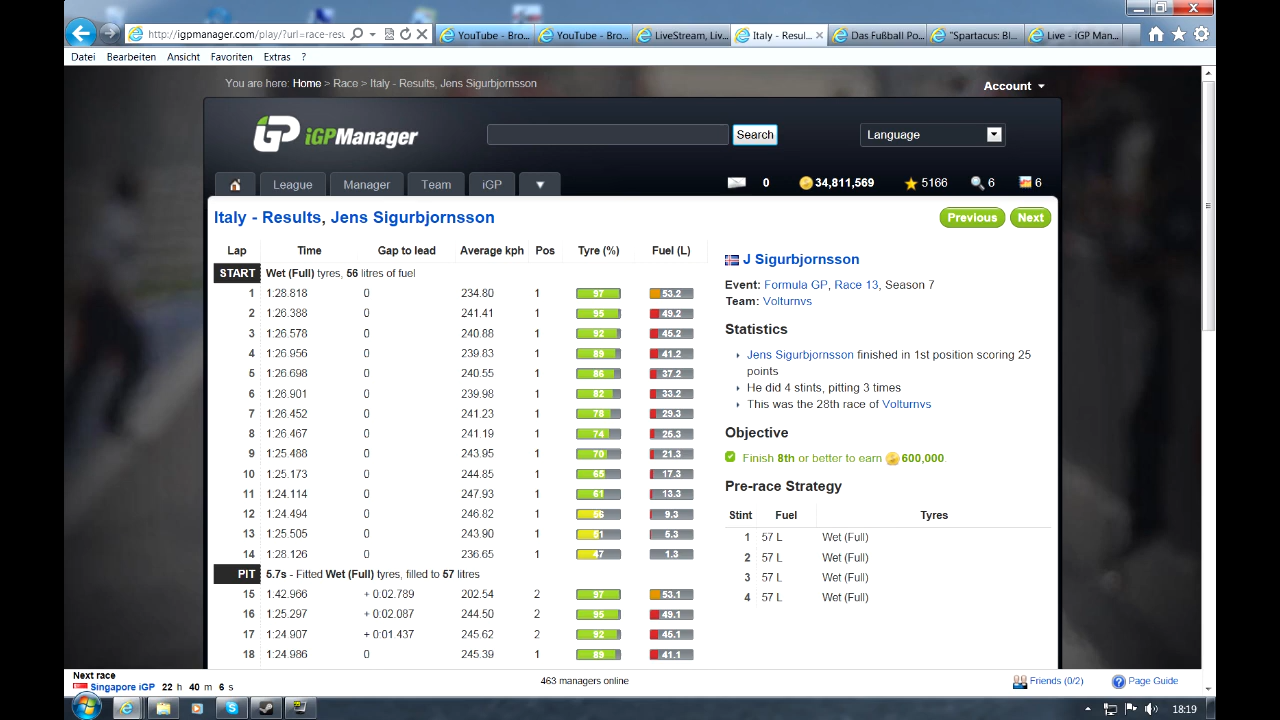 http://igpmanager.com/play/?url=race-resu
YouTube - Bro...
YouTube - Bro...
LiveStream, Liv...
Italy - Resul...
Das Fußball Po...
"Spartacus: Bl...
Live - iGP Man...
Datei Bearbeiten Ansicht Favoriten Extras ?
You are here: Home > Race > Italy - Results, Jens Sigurbjornsson
Account
iGPManager
Search
Language
League Manager Team iGP
0 34,811,569 5166 6 6
Italy - Results, Jens Sigurbjornsson
Previous Next
Lap Time Gap to lead Average kph Pos Tyre (%) Fuel (L)
START Wet (Full) tyres, 56 litres of fuel
1 1:28.818 0 234.80 1 97 53.2
2 1:26.388 0 241.41 1 95 49.2
3 1:26.578 0 240.88 1 92 45.2
4 1:26.956 0 239.83 1 89 41.2
5 1:26.698 0 240.55 1 86 37.2
6 1:26.901 0 239.98 1 82 33.2
7 1:26.452 0 241.23 1 78 29.3
8 1:26.467 0 241.19 1 74 25.3
9 1:25.488 0 243.95 1 70 21.3
10 1:25.173 0 244.85 1 65 17.3
11 1:24.114 0 247.93 1 61 13.3
12 1:24.494 0 246.82 1 56 9.3
13 1:25.505 0 243.90 1 51 5.3
14 1:28.126 0 236.65 1 47 1.3
PIT 5.7s - Fitted Wet (Full) tyres, filled to 57 litres
15 1:42.966 + 0:02.789 202.54 2 97 53.1
16 1:25.297 + 0:02.087 244.50 2 95 49.1
17 1:24.907 + 0:01.437 245.62 2 92 45.1
18 1:24.986 0 245.39 1 89 41.1
J Sigurbjornsson
Event: Formula GP, Race 13, Season 7
Team: Volturnvs
Statistics
Jens Sigurbjornsson finished in 1st position scoring 25
points
He did 4 stints, pitting 3 times
This was the 28th race of Volturnvs
Objective
Finish 8th or better to earn 600,000.
Pre-race Strategy
Stint Fuel Tyres
1 57 L Wet (Full)
2 57 L Wet (Full)
3 57 L Wet (Full)
4 57 L Wet (Full)
Next race
Singapore iGP 22 h 40 m 6 s
463 managers online
Friends (0/2)
Page Guide
18:19